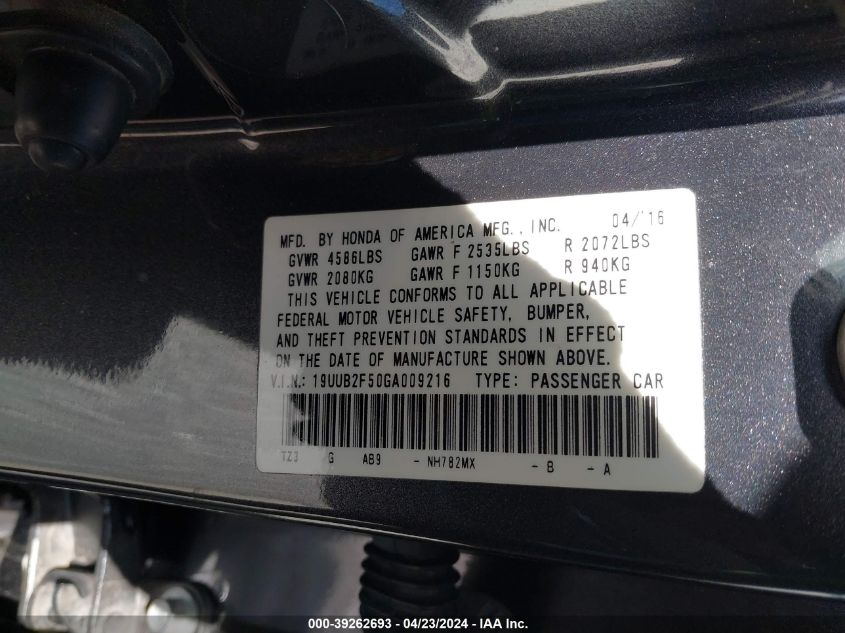 MFD. BY HONDA OF AMERICA MFG., INC. 04/'16
GVWR 4586LBS GAWR F 2535LBS R 2072LBS
GVWR 2080KG GAWR F 1150KG R 940KG
THIS VEHICLE CONFORMS TO ALL APPLICABLE
FEDERAL MOTOR VEHICLE SAFETY, BUMPER,
AND THEFT PREVENTION STANDARDS IN EFFECT
ON THE DATE OF MANUFACTURE SHOWN ABOVE.
V.I.N.: 19UUB2F50GA009216 TYPE: PASSENGER CAR
TZ3 G AB9 - NH782MX - B - A
000-39262693 - 04/23/2024 - IAA Inc.